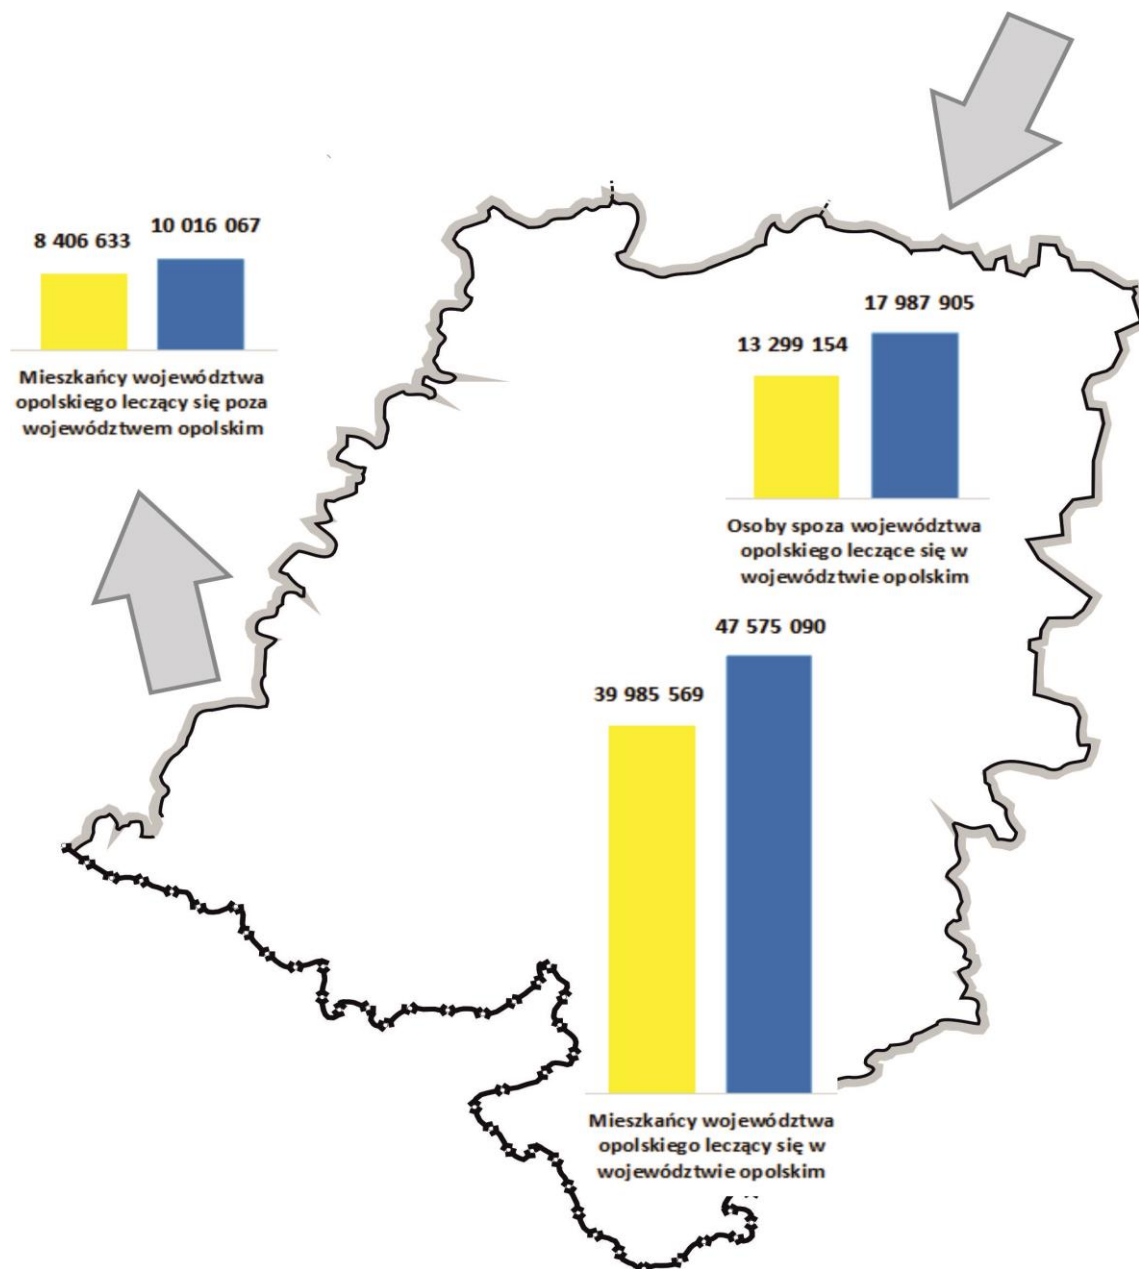 8 406 633
10 016 067
Mieszkańcy województwa
opolskiego leczący się poza
województwem opolskim
17 987 905
13 299 154
Osoby spoza województwa
opolskiego leczące się w
województwie opolskim
47 575 090
39 985 569
Mieszkańcy województwa
opolskiego leczący się w
województwie opolskim